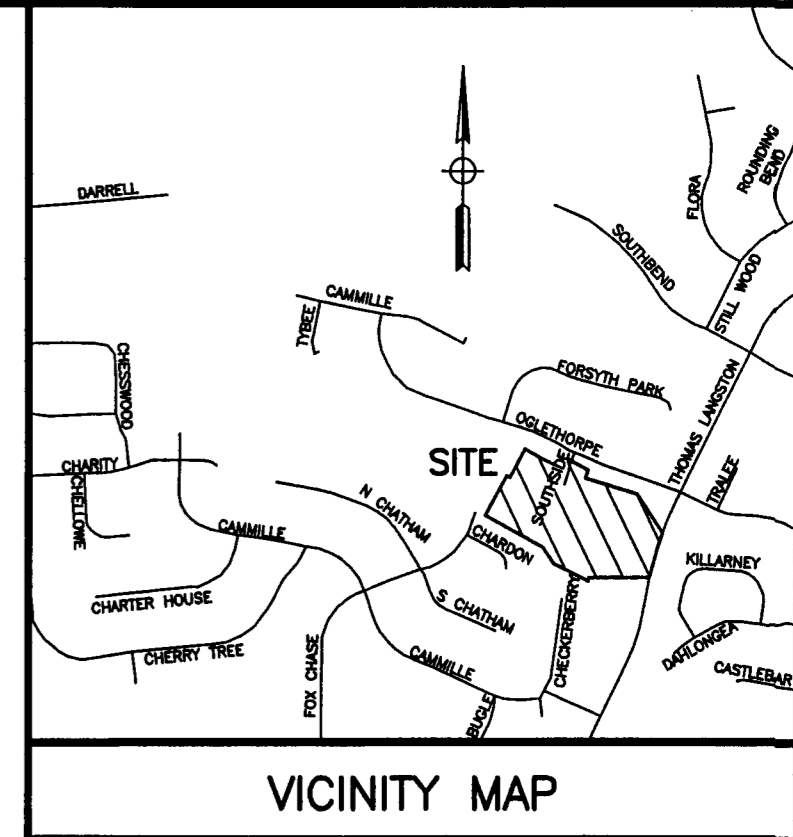 ROUNDING
BEND
FLORA
DARRELL
SOUTHBEND
STILL WOOD
CAMMILLE
TYBEE
CHESSWOOD
FORSYTH PARK
THOMAS LANGSTON
OGLETHORPE
SITE
SOUTHSIDE
TRALEE
CHARITY
CHELLOWE
N CHATHAM
CAMMILLE
CHARDON
KILLARNEY
CHARTER HOUSE
S CHATHAM
CHECKERBERRY
DAHLONGEA
CHERRY TREE
FOX CHASE
CAMMILLE
CASTLEBAR
BUGLE
VICINITY MAP